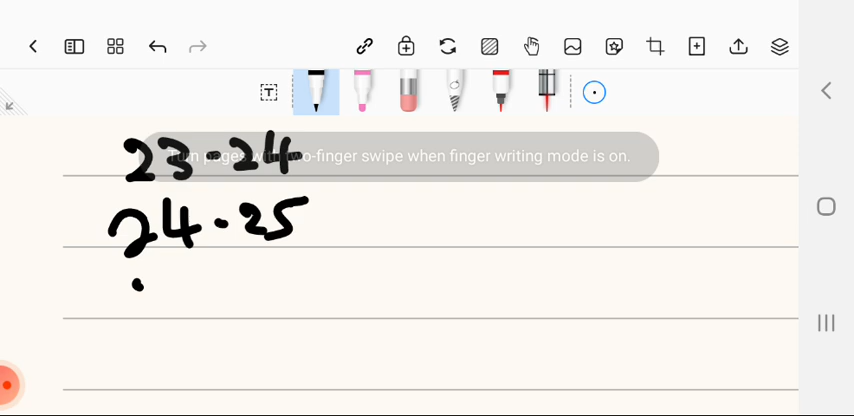 Turn pages with two-finger swipe when finger writing mode is on.
23-24
24-25